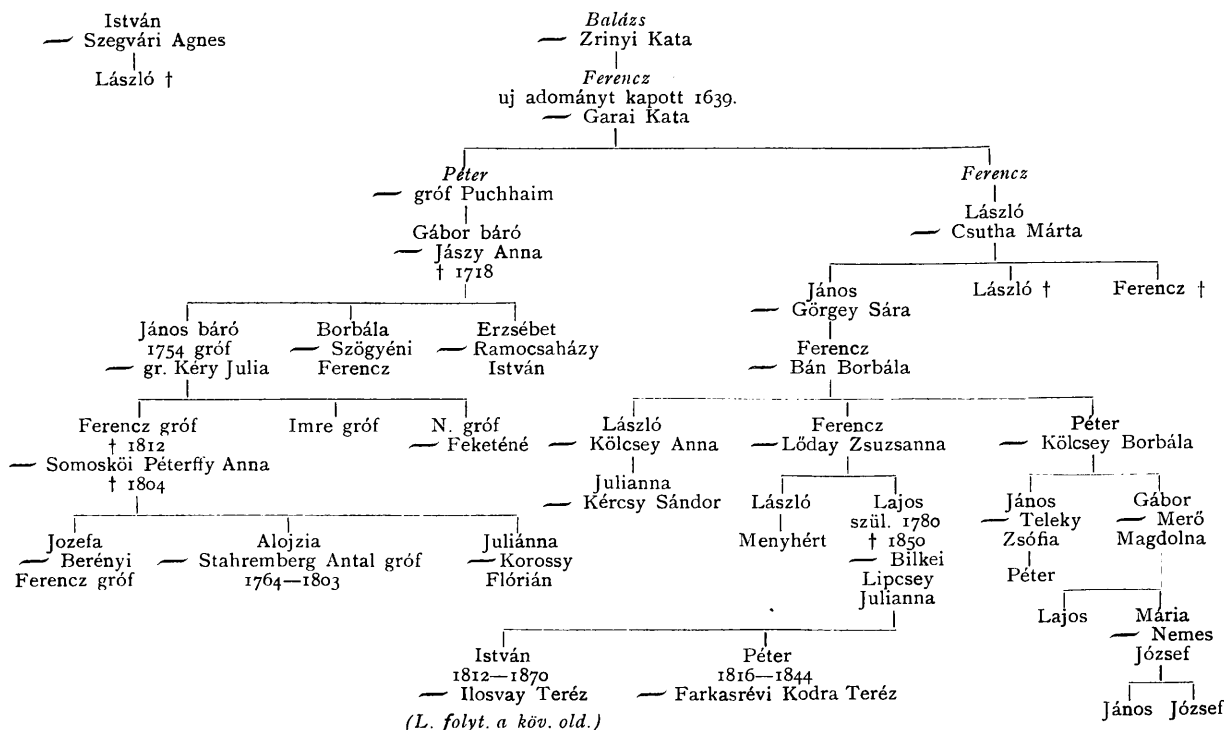 István
— Szegvári Agnes
László †
Balázs
— Zrinyi Kata
Ferencz
uj adományt kapott 1639.
— Garai Kata
Péter
— gróf Puchhaim
Gábor báró
— Jászy Anna
† 1718
Ferencz
László
— Csutha Márta
János
— Görgey Sára
László †
Ferencz †
János báró
1754 gróf
— gr. Kéry Julia
Borbála
— Szögyéni
Ferencz
Erzsébet
— Ramocsaházy
István
Ferencz
— Bán Borbála
Ferencz gróf
† 1812
— Somosköi Péterffy Anna
† 1804
Imre gróf
N. gróf
— Feketéné
László
— Kölcsey Anna
Julianna
— Kércsy Sándor
Ferencz
— Lőday Zsuzsanna
Péter
— Kölcsey Borbála
László
Menyhért
Lajos
szül. 1780
† 1850
— Bilkei
Lipcsey
Julianna
János
— Teleky
Zsófia
Péter
Gábor
— Merő
Magdolna
Jozefa
— Berényi
Ferencz gróf
Alojzia
— Stahremberg Antal gróf
1764—1803
Juliánna
— Korossy
Flórián
Lajos
Mária
— Nemes
József
István
1812—1870
— Ilosvay Teréz
(L. folyt. a köv. old.)
Péter
1816—1844
— Farkasrévi Kodra Teréz
János József